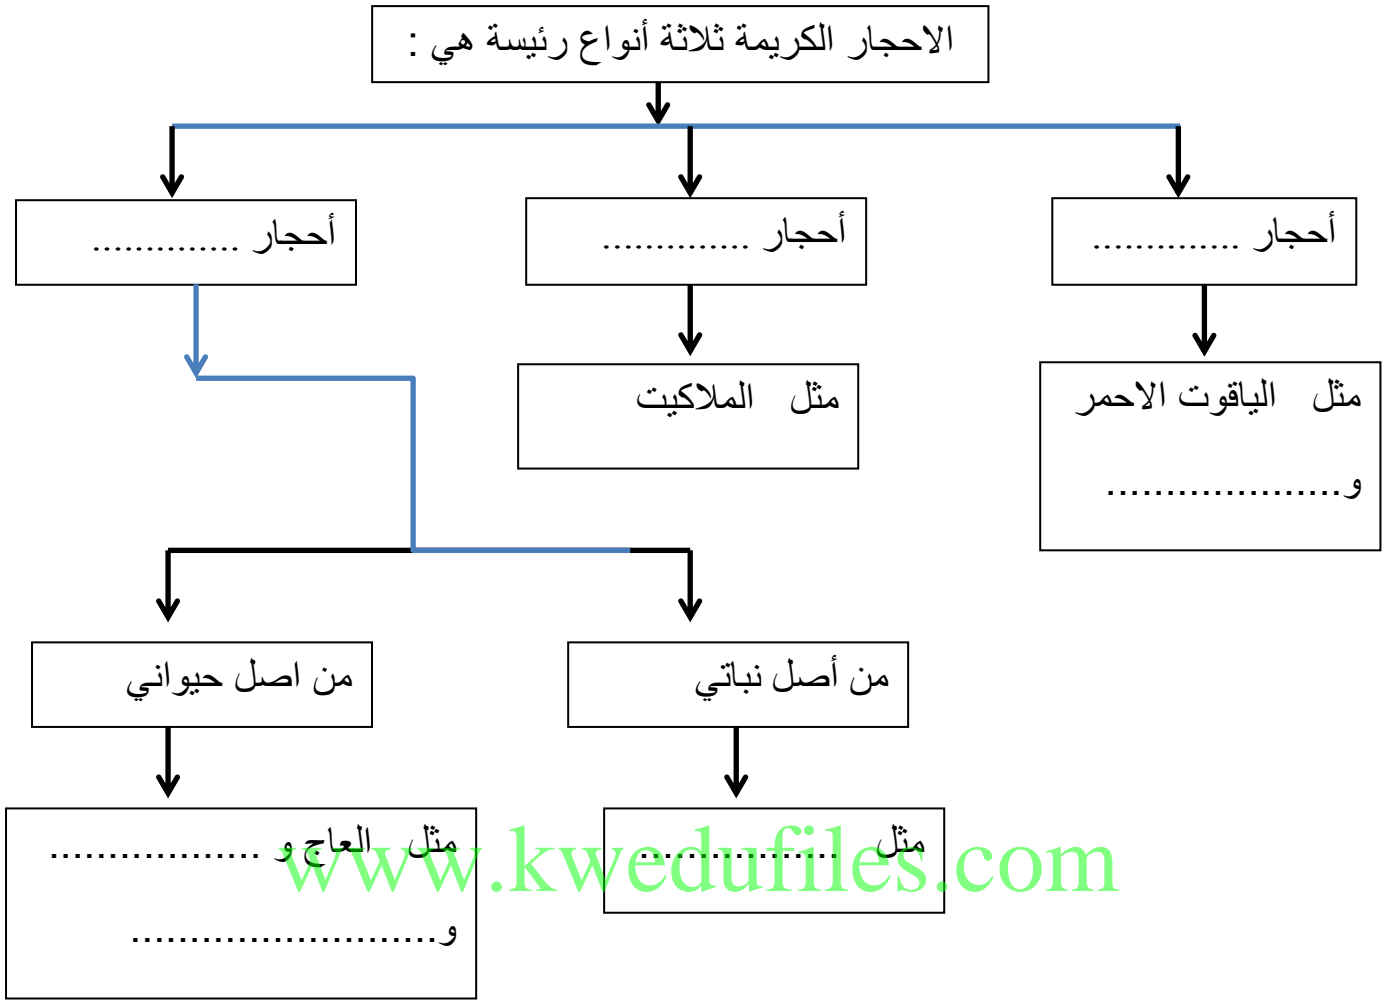 الاحجار الكريمة ثلاثة أنواع رئيسة هي :
أحجار ..............
أحجار ..............
أحجار ..............
مثل الياقوت الاحمر
و....................
مثل الملاكيت
من أصل نباتي
من اصل حيواني
مثل .................
مثل العاج و ..................
و..........................
www.kwedufiles.com